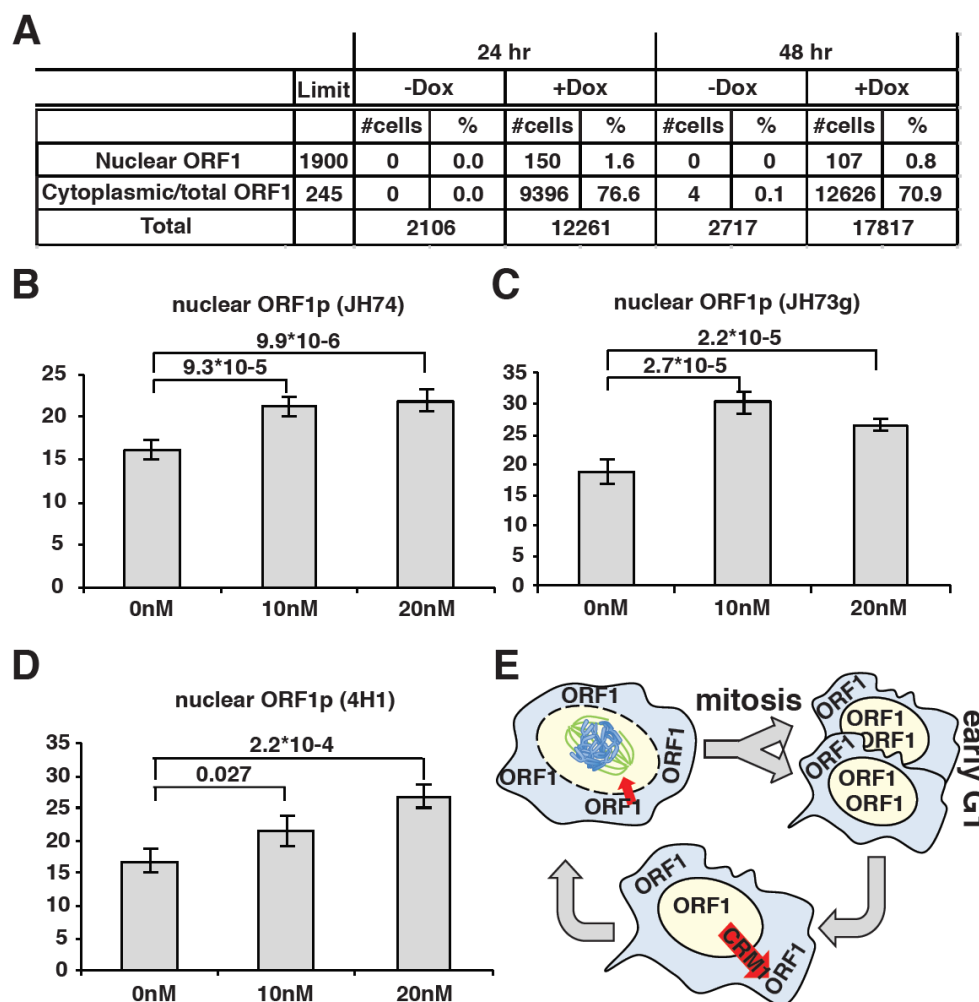 A
24 hr 48 hr
Limit -Dox +Dox -Dox +Dox
#cells % #cells % #cells % #cells %
Nuclear ORF1 1900 0 0.0 150 1.6 0 0 107 0.8
Cytoplasmic/total ORF1 245 0 0.0 9396 76.6 4 0.1 12626 70.9
Total 2106 12261 2717 17817
B
nuclear ORF1p (JH74)
9.9*10-6
9.3*10-5
25
20
15
10
5
0
0nM 10nM 20nM
C
nuclear ORF1p (JH73g)
2.2*10-5
2.7*10-5
35
30
25
20
15
10
5
0
0nM 10nM 20nM
D
nuclear ORF1p (4H1)
2.2*10-4
0.027
35
30
25
20
15
10
5
0
0nM 10nM 20nM
E
ORF1
ORF1
ORF1
ORF1
mitosis
ORF1
ORF1
ORF1
ORF1
ORF1
ORF1
early G1
ORF1
ORF1
CRM1
ORF1